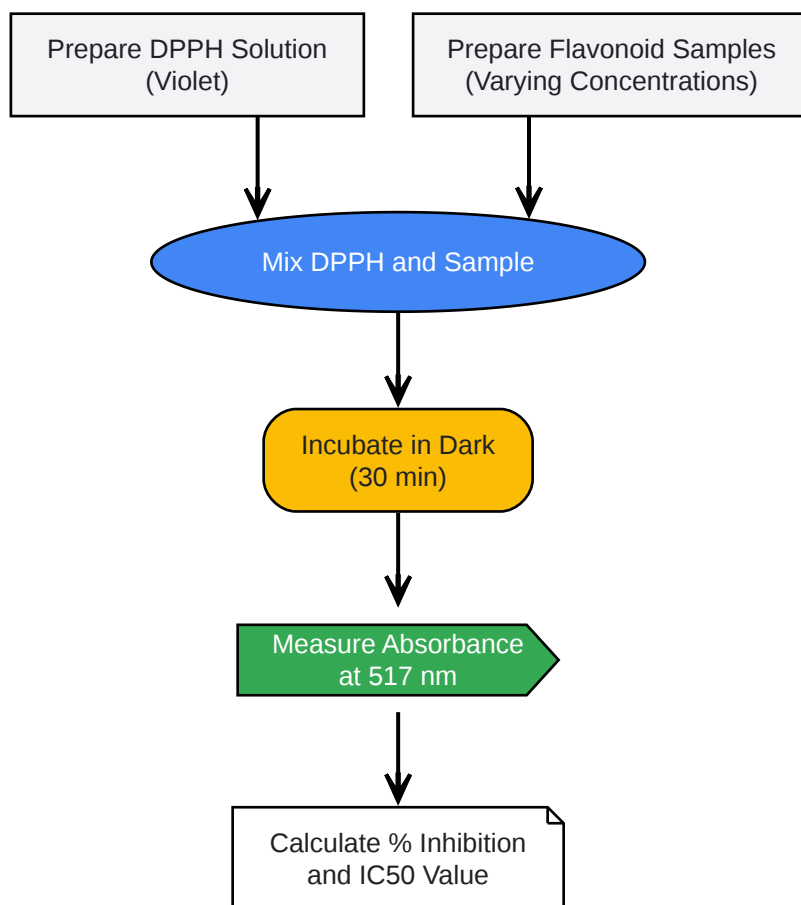 Prepare DPPH Solution
(Violet)
Prepare Flavonoid Samples
(Varying Concentrations)
Mix DPPH and Sample
Incubate in Dark
(30 min)
Measure Absorbance
at 517 nm
Calculate % Inhibition
and IC50 Value